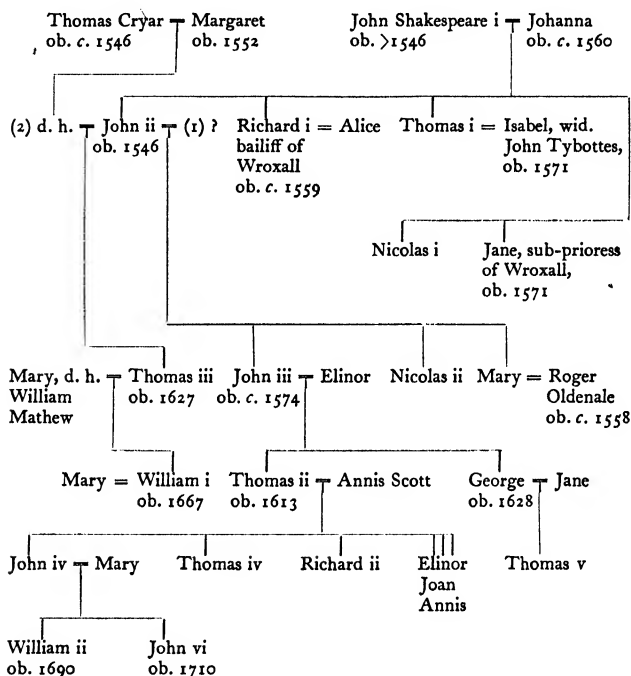 Thomas Cryar Margaret John Shakespeare i Johanna
ob. c. 1546 ob. 1552 ob. >1546 ob. c. 1560
(2) d. h. John ii (1) ? Richard i = Alice Thomas i = Isabel, wid.
ob. 1546 bailiff of John Tybottes,
Wroxall ob. 1571
ob. c. 1559
Nicolas i Jane, sub-prioress
of Wroxall,
ob. 1571
Mary, d. h. Thomas iii John iii Elinor Nicolas ii Mary = Roger
William ob. 1627 ob. c. 1574 Oldenale
Mathew ob. c. 1558
Mary = William i Thomas ii Annis Scott George Jane
ob. 1667 ob. 1613 ob. 1628
John iv Mary Thomas iv Richard ii Elinor Thomas v
Joan
Annis
William ii John vi
ob. 1690 ob. 1710